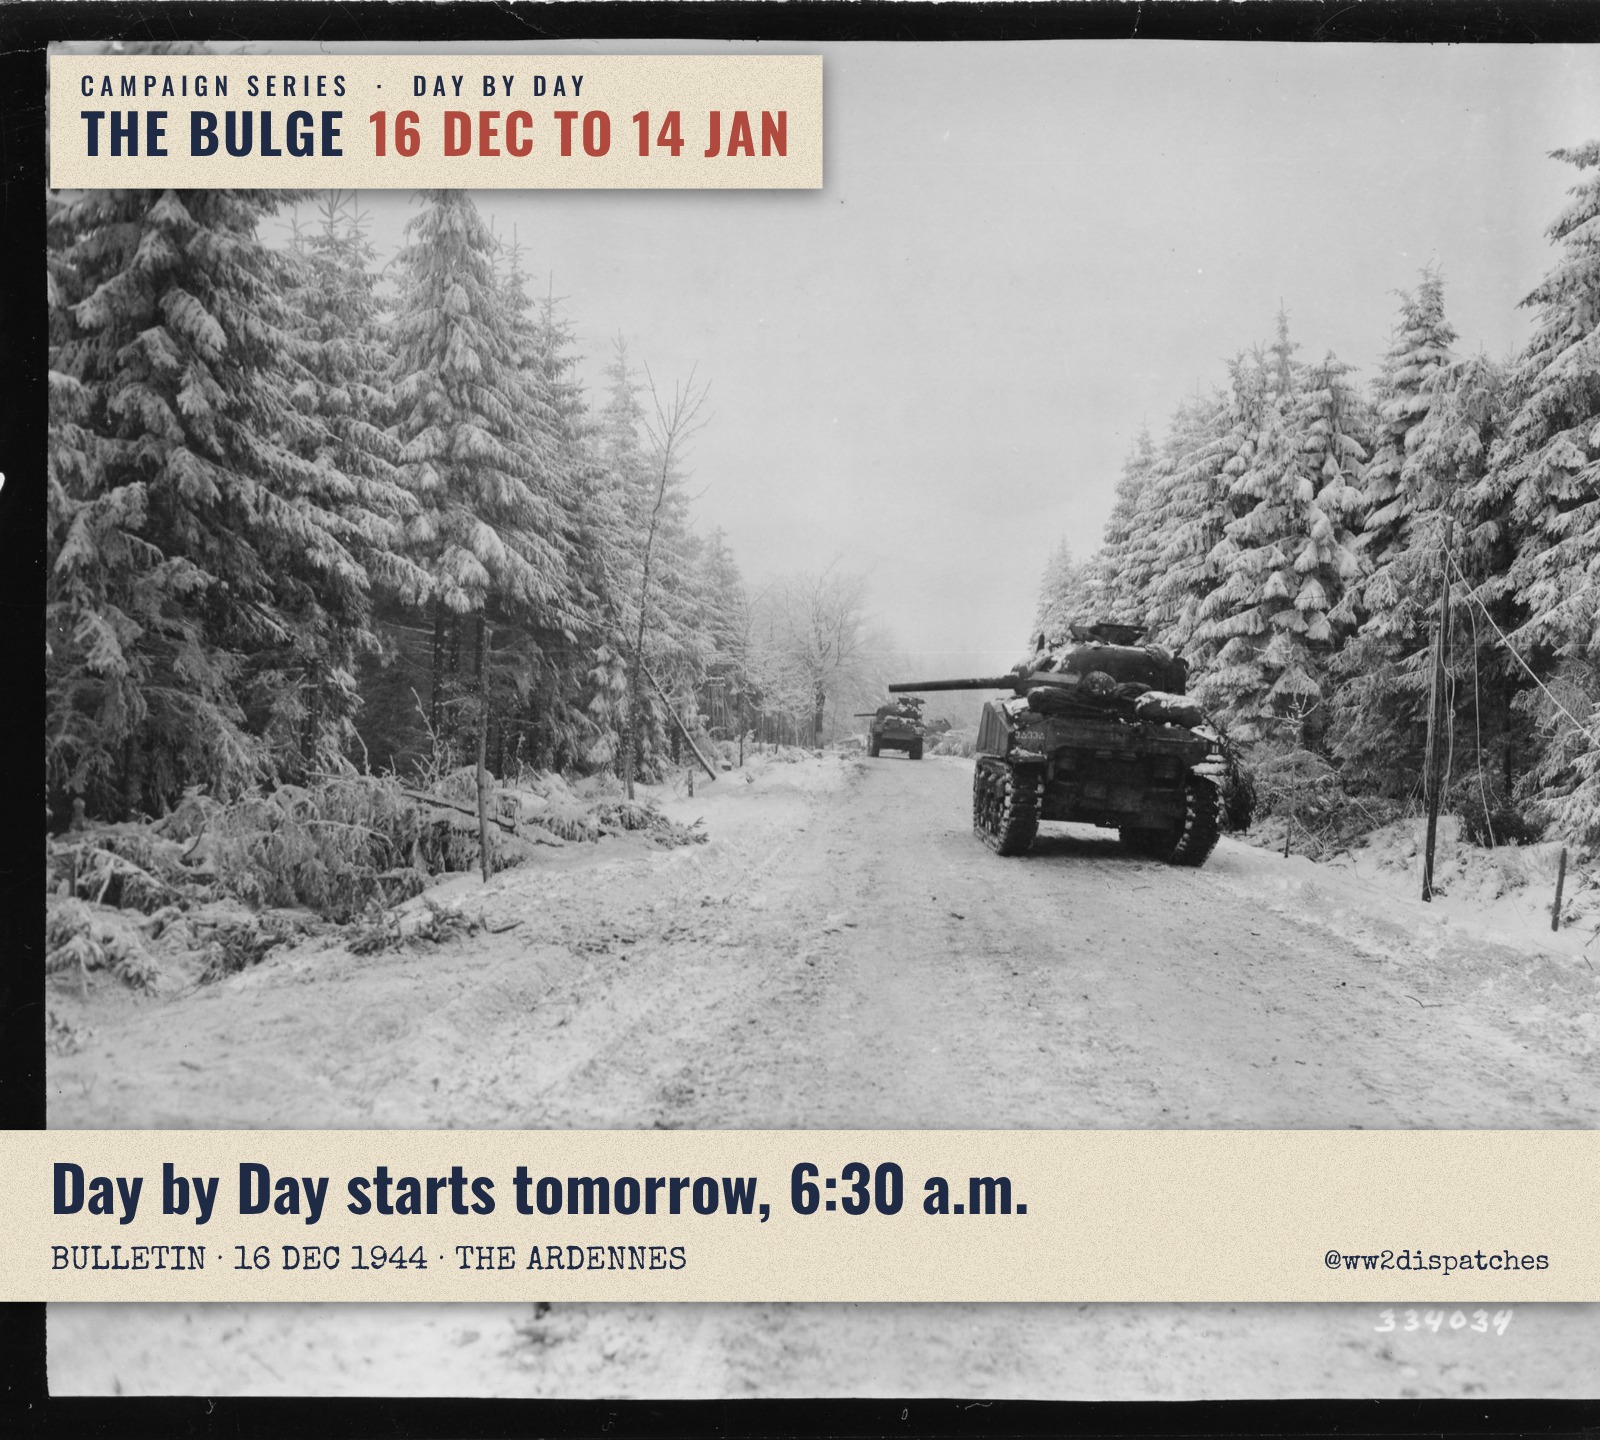 CAMPAIGN SERIES · DAY BY DAY
THE BULGE 16 DEC TO 14 JAN
Day by Day starts tomorrow, 6:30 a.m.
BULLETIN · 16 DEC 1944 · THE ARDENNES
@ww2dispatches
334034